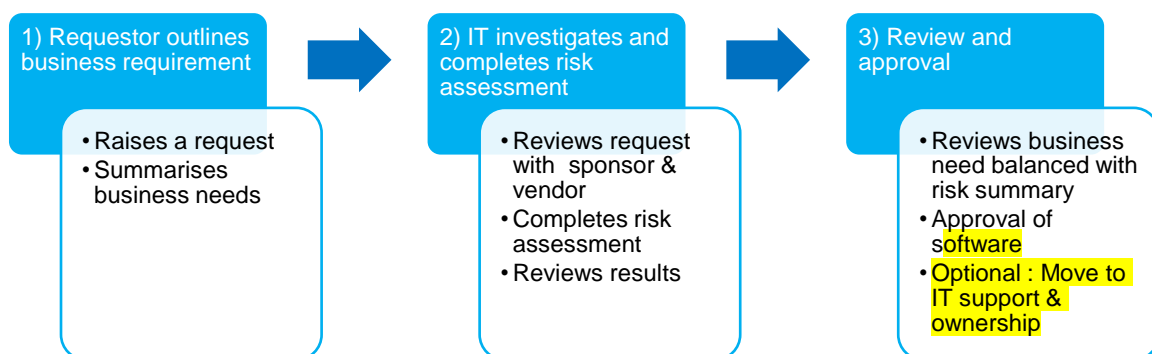 1) Requestor outlines
business requirement
• Raises a request
• Summarises
business needs
2) IT investigates and
completes risk
assessment
• Reviews request
with  sponsor &
vendor
• Completes risk
assessment
• Reviews results
3) Review and
approval
• Reviews business
need balanced with
risk summary
• Approval of
software
• Optional : Move to
IT support &
ownership